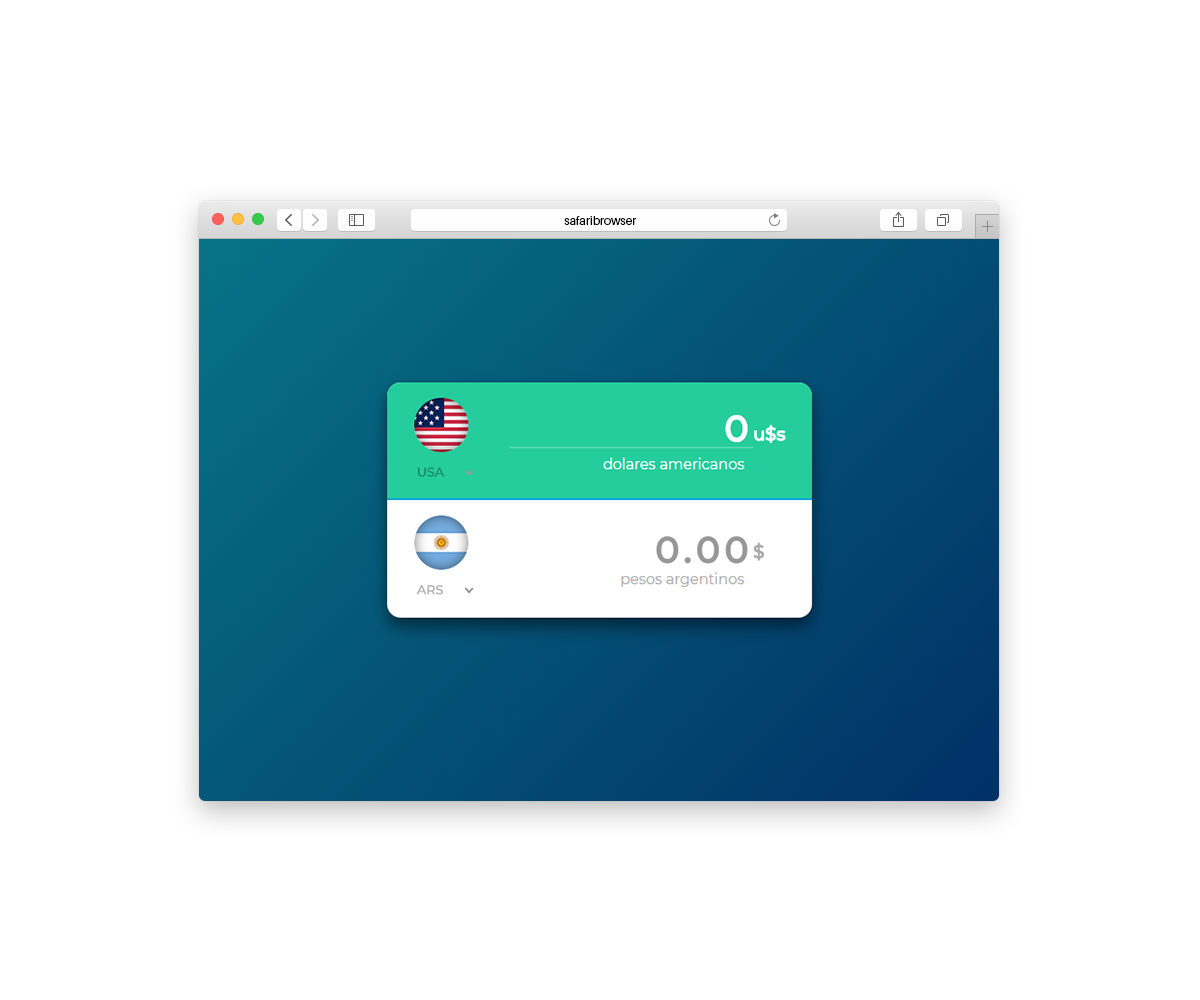 safaribrowser
0 u$s
dolares americanos
USA
0.00 $
pesos argentinos
ARS